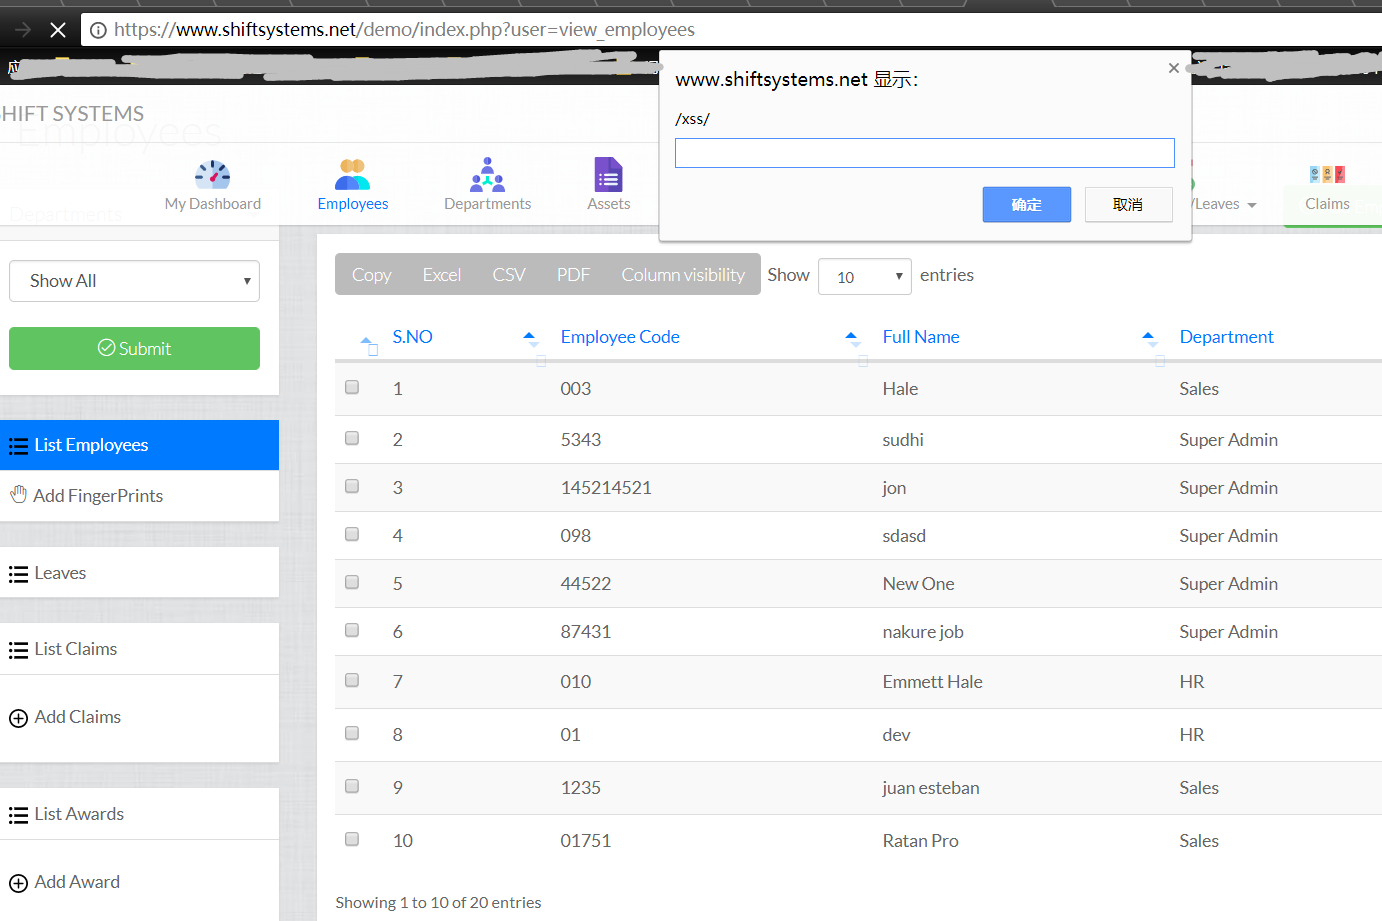 https://www.shiftsystems.net/demo/index.php?user=view_employees
应
www.shiftsystems.net 显示：
/xss/
确定
取消
SHIFT SYSTEMS
Employees
My Dashboard
Employees
Departments
Assets
/Leaves
Claims
Departments
Show All
Submit
List Employees
Add FingerPrints
Leaves
List Claims
Add Claims
List Awards
Add Award
Copy Excel CSV PDF Column visibility Show 10 entries
S.NO Employee Code Full Name Department
1 003 Hale Sales
2 5343 sudhi Super Admin
3 145214521 jon Super Admin
4 098 sdasd Super Admin
5 44522 New One Super Admin
6 87431 nakure job Super Admin
7 010 Emmett Hale HR
8 01 dev HR
9 1235 juan esteban Sales
10 01751 Ratan Pro Sales
Showing 1 to 10 of 20 entries